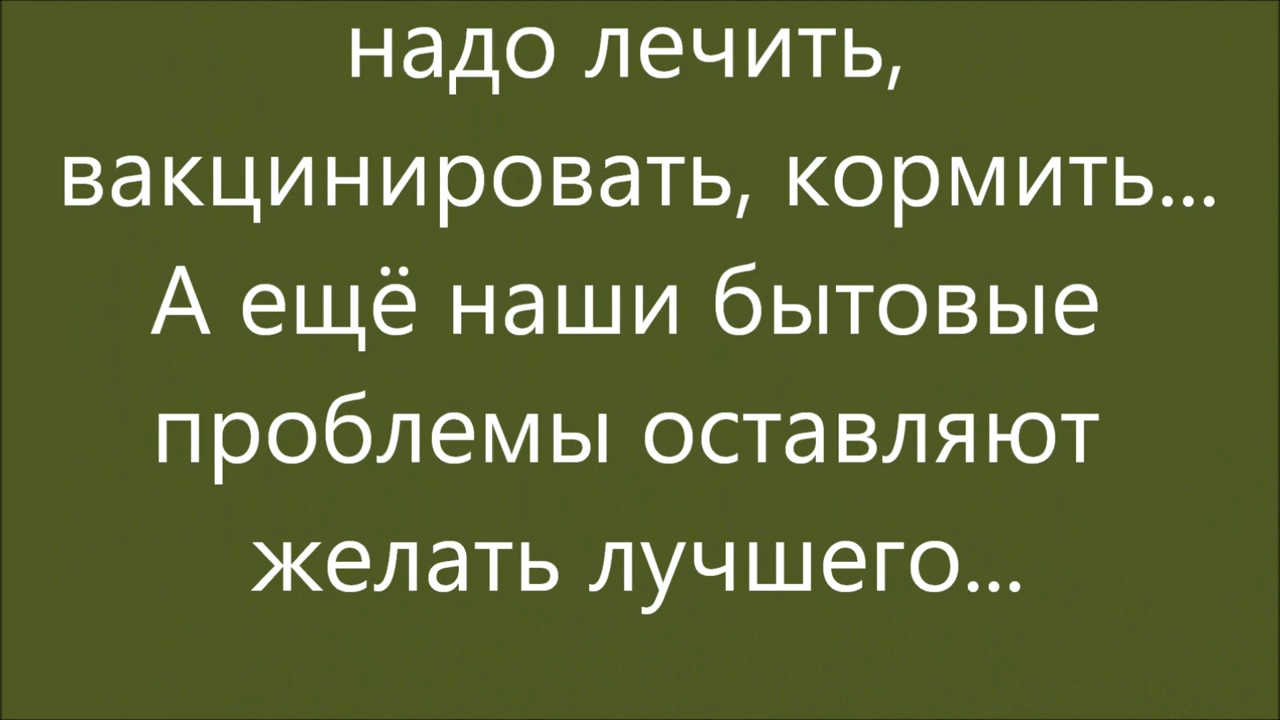 надо лечить,
вакцинировать, кормить...
А ещё наши бытовые
проблемы оставляют
желать лучшего...